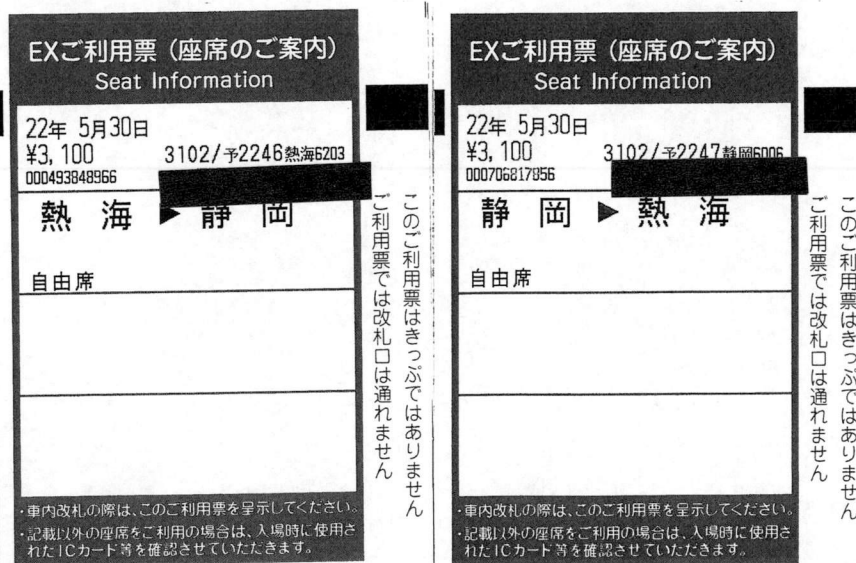 EXご利用票（座席のご案内）
Seat Information
22年 5月30日
¥3,100 3102/予2246熱海6203
000493848966
熱海 ▶ 静岡
自由席
・車内改札の際は、このご利用票を呈示してください。
・記載以外の座席をご利用の場合は、入場時に使用さ
れたICカード等を確認させていただきます。
このご利用票はきっぷではありません
ご利用票では改札口は通れません
EXご利用票（座席のご案内）
Seat Information
22年 5月30日
¥3,100 3102/予2247静岡6006
000706817856
静岡 ▶ 熱海
自由席
・車内改札の際は、このご利用票を呈示してください。
・記載以外の座席をご利用の場合は、入場時に使用さ
れたICカード等を確認させていただきます。
このご利用票はきっぷではありません
ご利用票では改札口は通れません